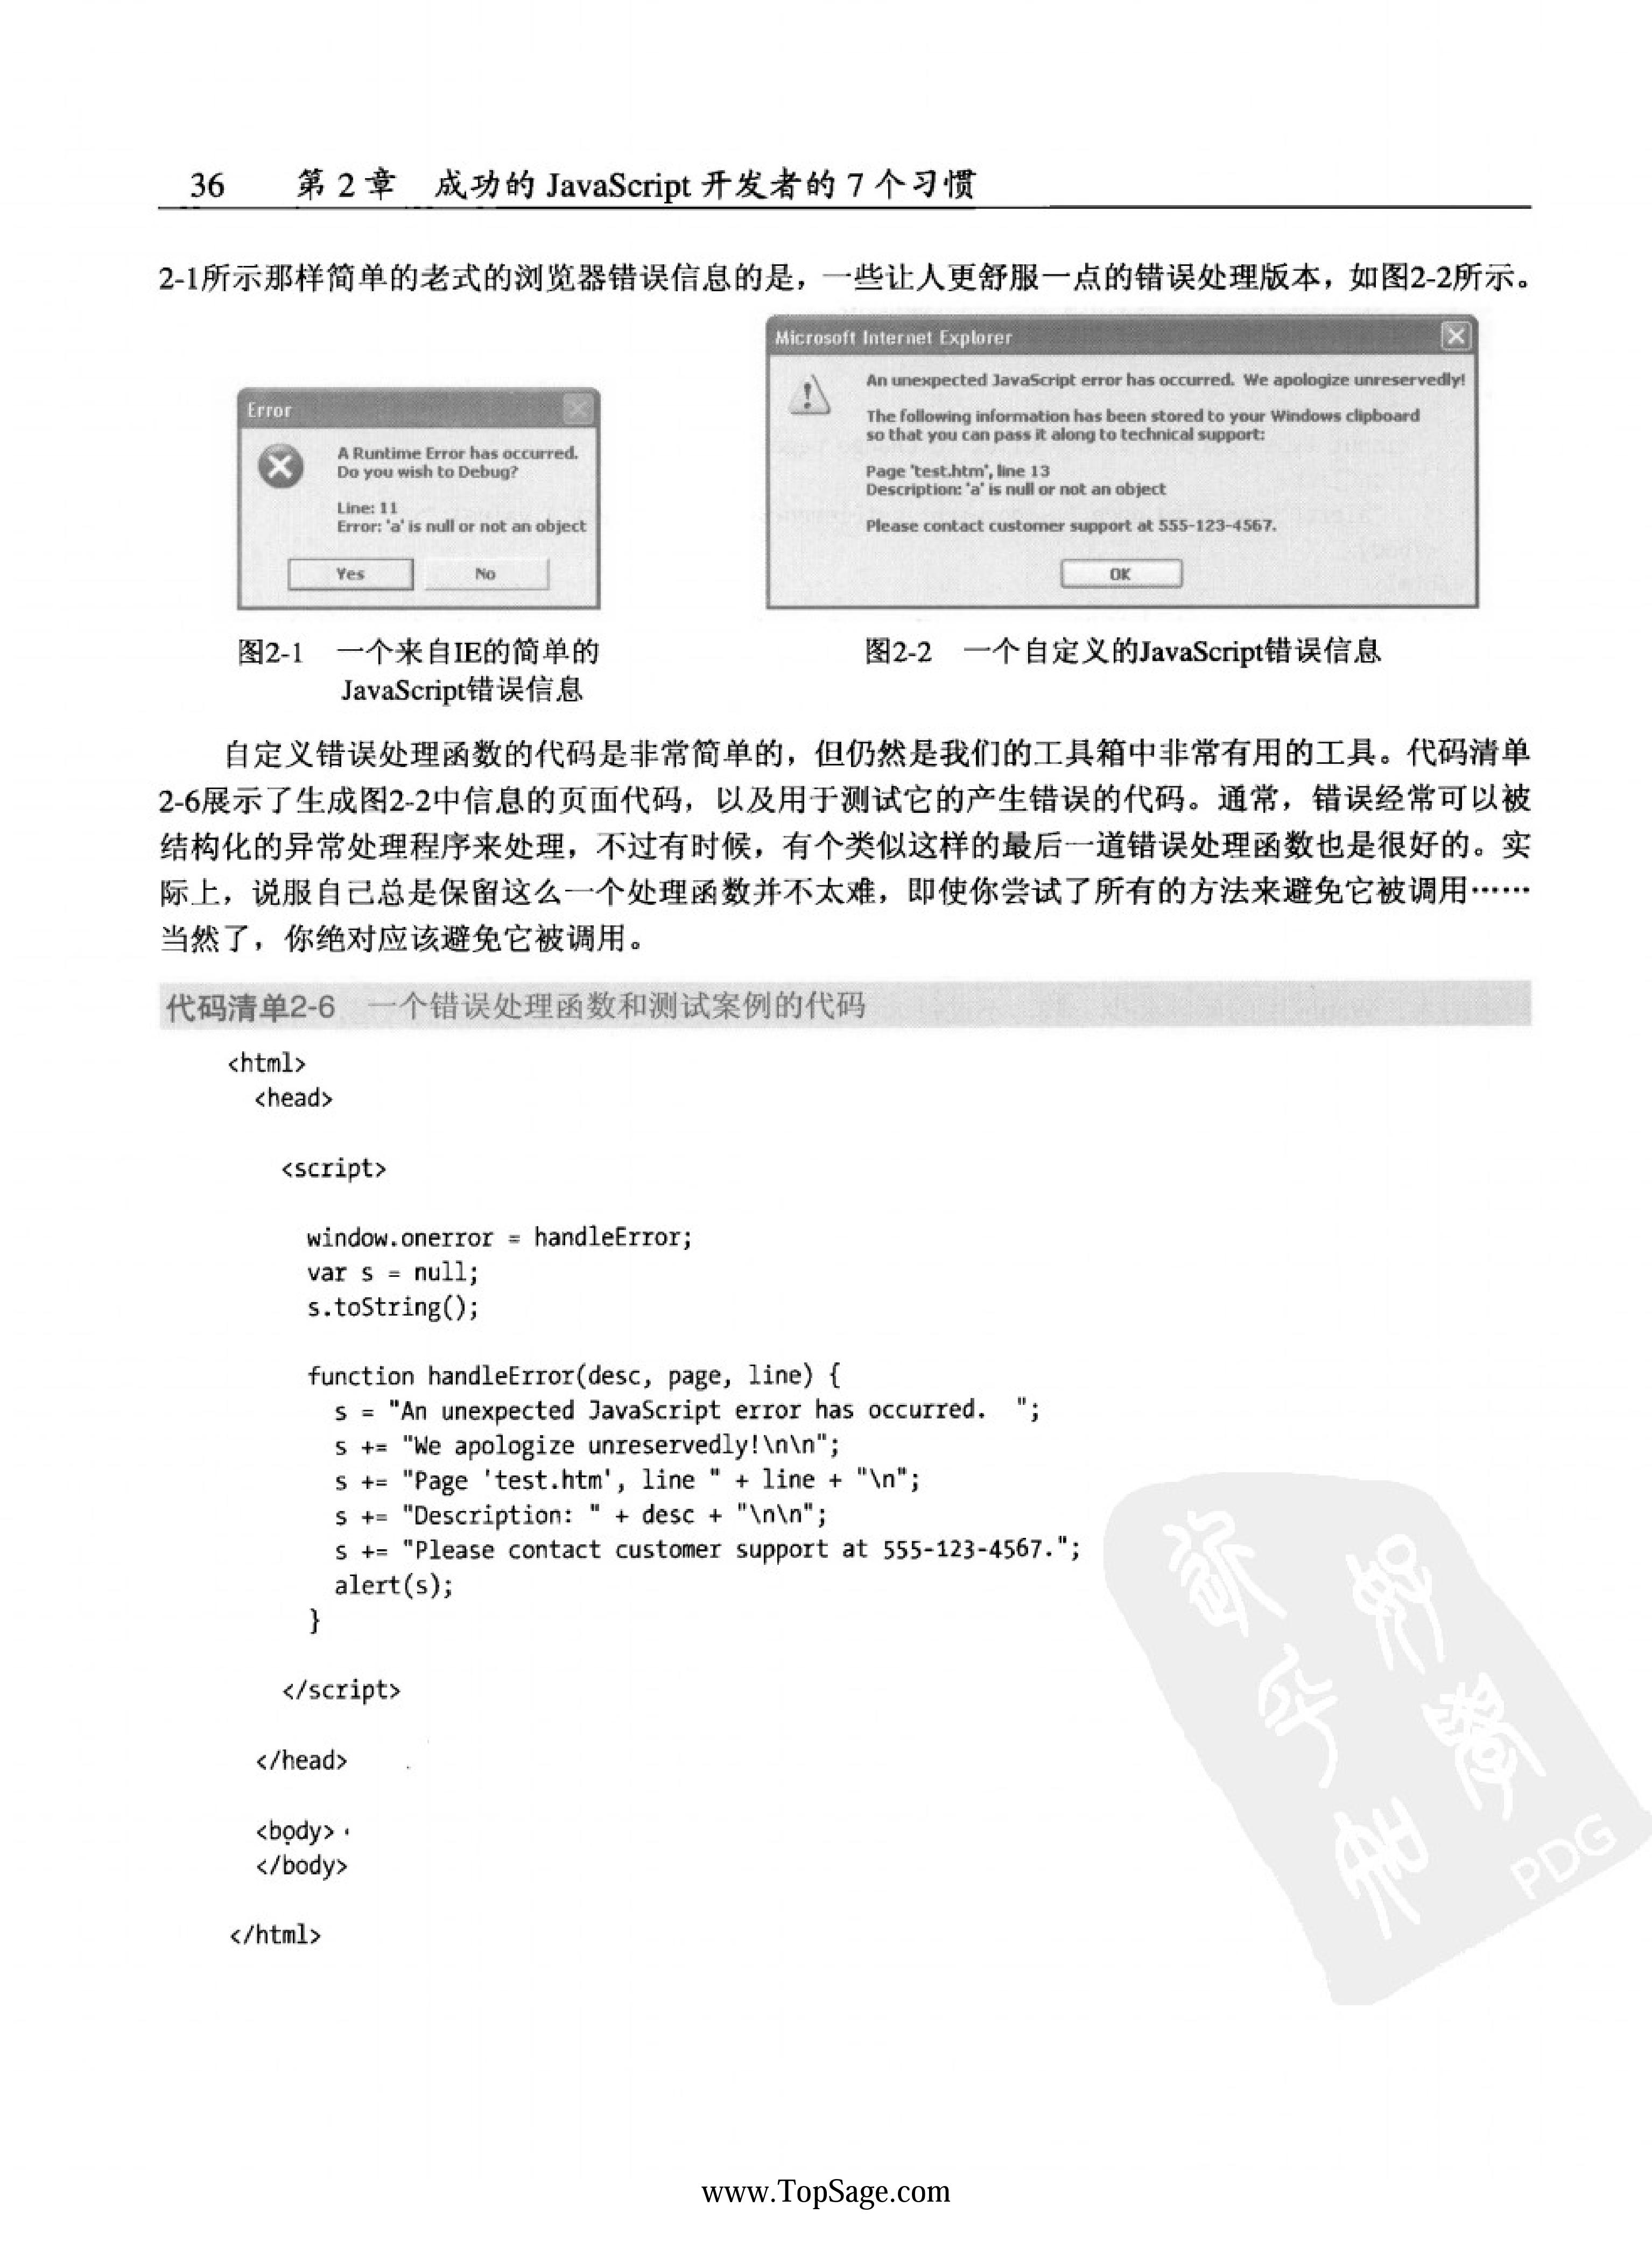 36 第 2 章 成功的 JavaScript 开发者的 7 个习惯
2-1所示那样简单的老式的浏览器错误信息的是，一些让人更舒服一点的错误处理版本，如图2-2所示。
Error
A Runtime Error has occurred.
Do you wish to Debug?
Line: 11
Error: 'a' is null or not an object
Yes No
Microsoft Internet Explorer
An unexpected JavaScript error has occurred. We apologize unreservedly!
The following information has been stored to your Windows clipboard
so that you can pass it along to technical support:
Page 'test.htm', line 13
Description: 'a' is null or not an object
Please contact customer support at 555-123-4567.
OK
图2-1 一个来自IE的简单的
JavaScript错误信息
图2-2 一个自定义的JavaScript错误信息
自定义错误处理函数的代码是非常简单的，但仍然是我们的工具箱中非常有用的工具。代码清单
2-6展示了生成图2-2中信息的页面代码，以及用于测试它的产生错误的代码。通常，错误经常可以被
结构化的异常处理程序来处理，不过有时候，有个类似这样的最后一道错误处理函数也是很好的。实
际上，说服自己总是保留这么一个处理函数并不太难，即使你尝试了所有的方法来避免它被调用……
当然了，你绝对应该避免它被调用。
代码清单2-6 一个错误处理函数和测试案例的代码
<html>
<head>
<script>
window.onerror = handleError;
var s = null;
s.toString();
function handleError(desc, page, line) {
s = "An unexpected JavaScript error has occurred.  ";
s += "We apologize unreservedly!\n\n";
s += "Page 'test.htm', line " + line + "\n";
s += "Description: " + desc + "\n\n";
s += "Please contact customer support at 555-123-4567.";
alert(s);
}
</script>
</head>
<body>
</body>
</html>
PDG
www.TopSage.com